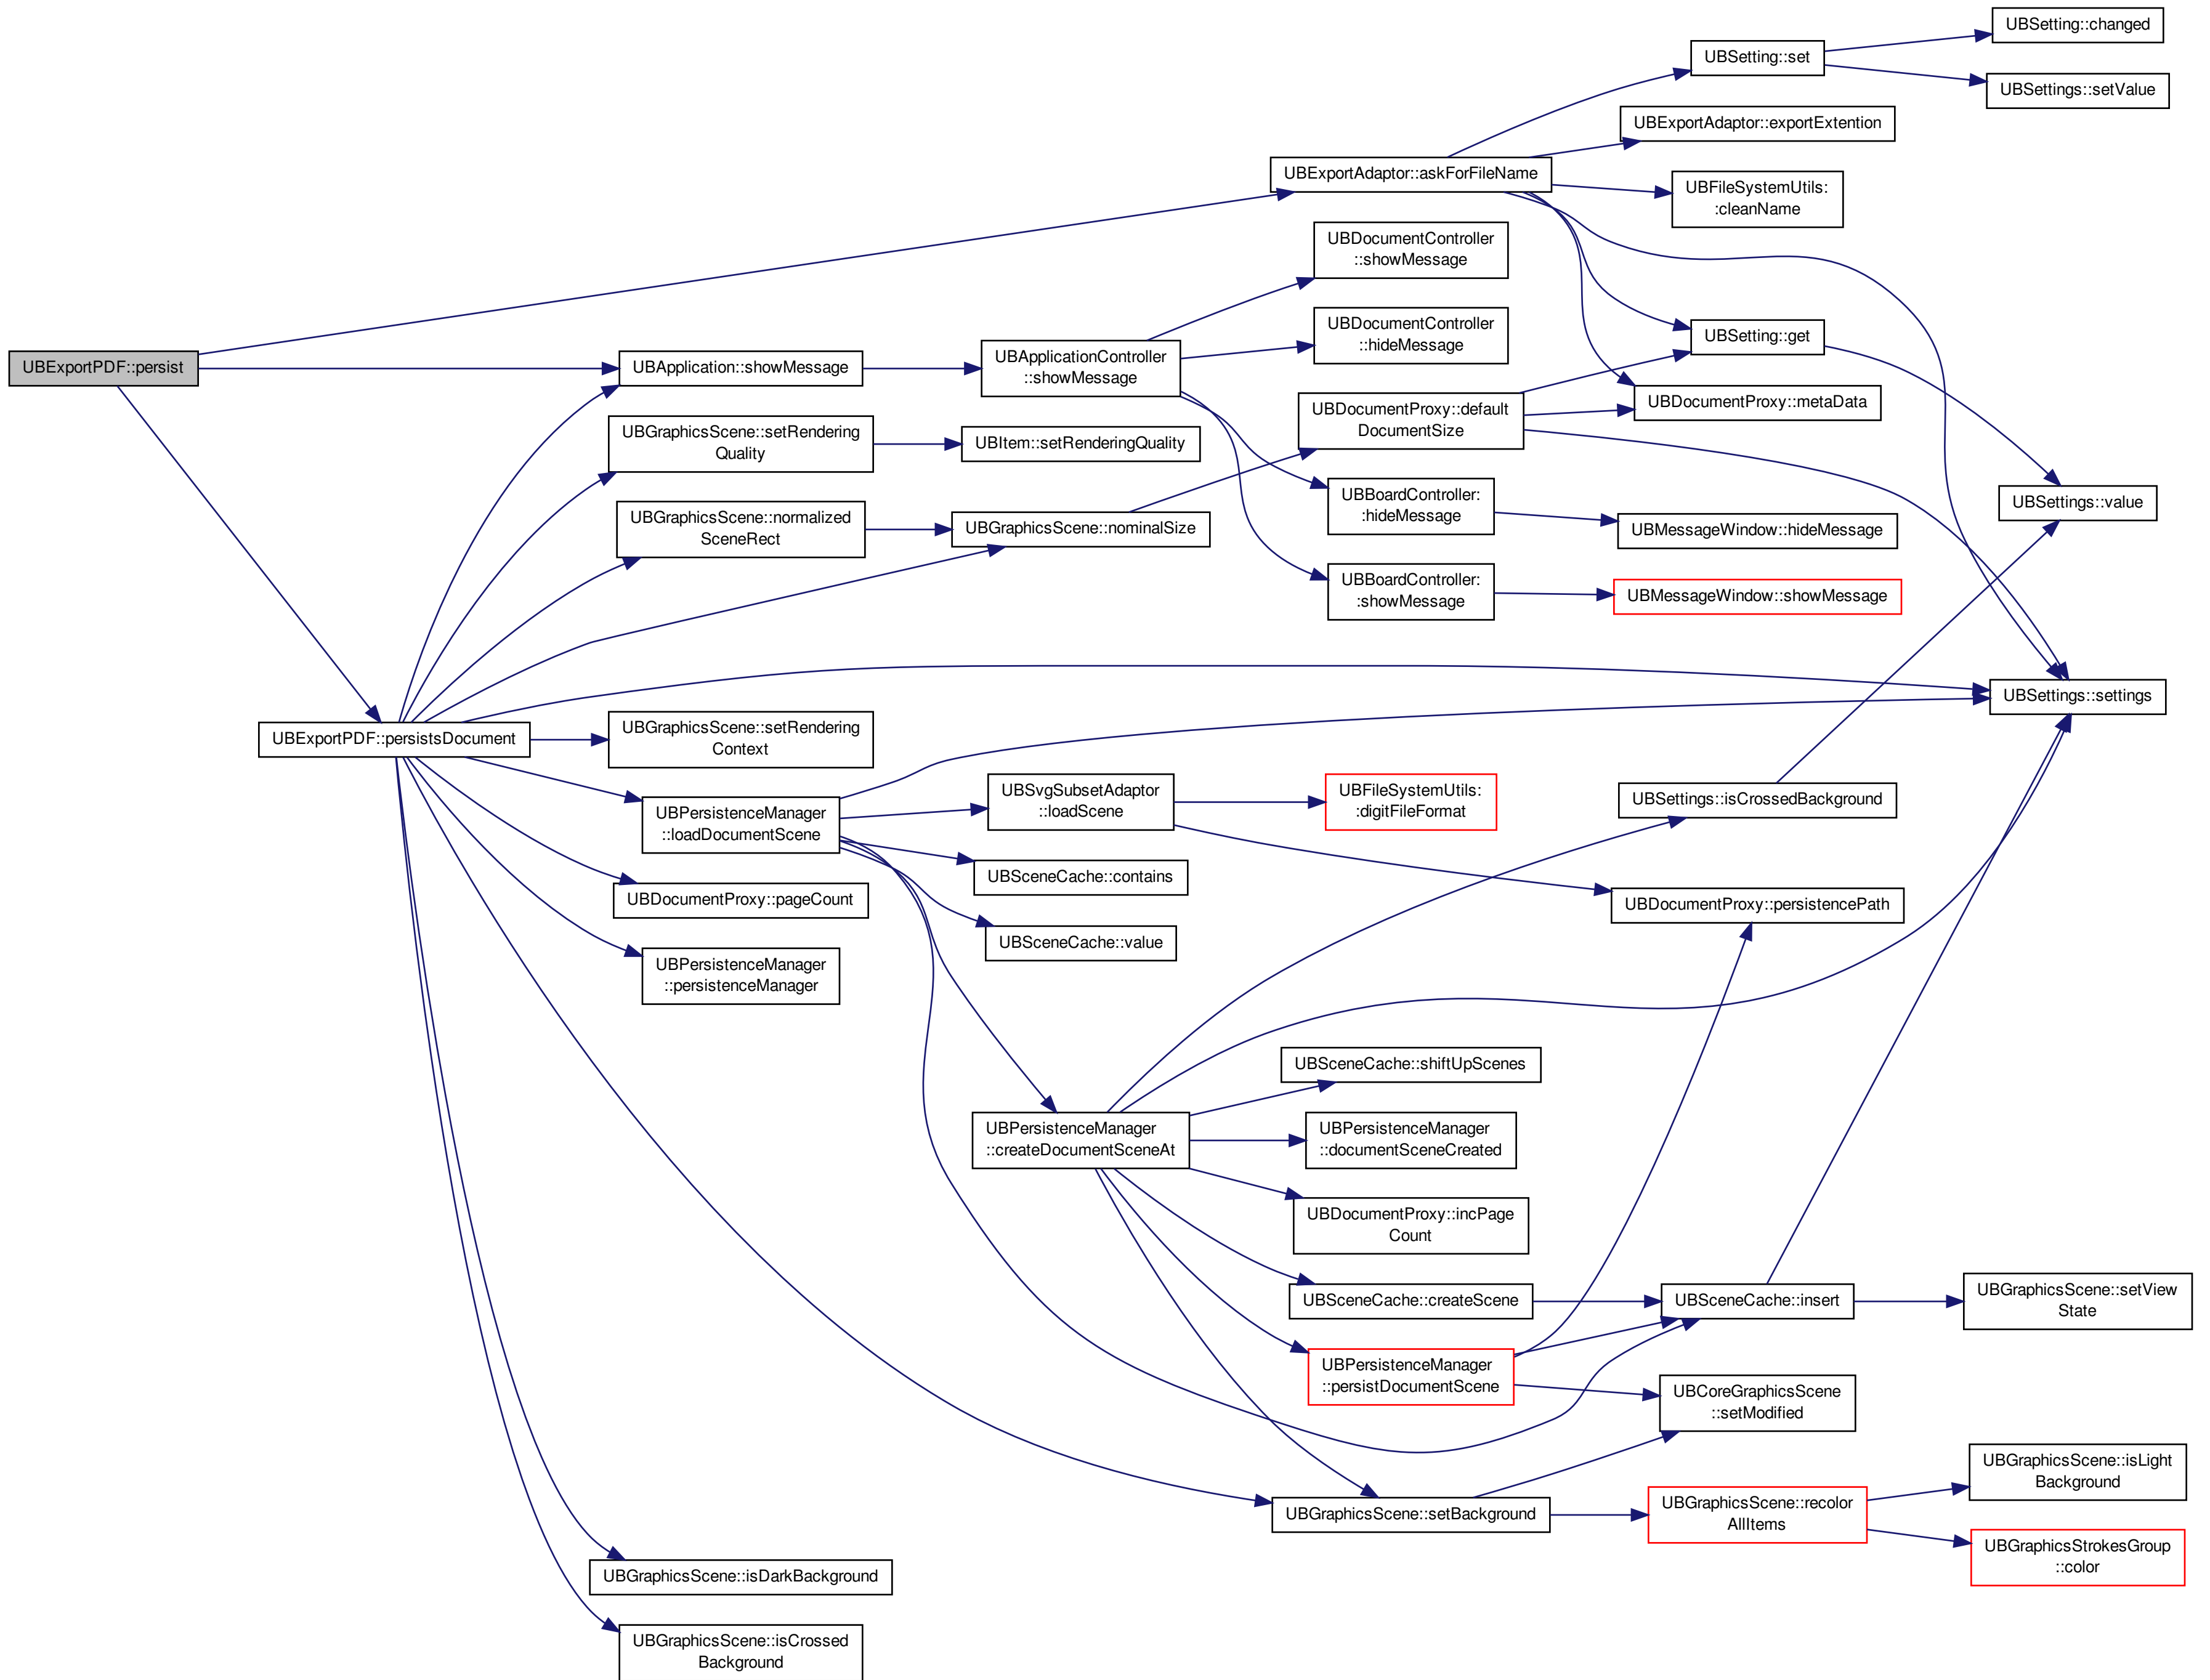 UBExportPDF::persist
UBExportPDF::persistsDocument
UBApplication::showMessage
UBGraphicsScene::setRendering
Quality
UBGraphicsScene::normalized
SceneRect
UBGraphicsScene::setRendering
Context
UBPersistenceManager
::loadDocumentScene
UBDocumentProxy::pageCount
UBPersistenceManager
::persistenceManager
UBGraphicsScene::isDarkBackground
UBGraphicsScene::isCrossed
Background
UBApplicationController
::showMessage
UBItem::setRenderingQuality
UBGraphicsScene::nominalSize
UBSvgSubsetAdaptor
::loadScene
UBSceneCache::contains
UBSceneCache::value
UBPersistenceManager
::createDocumentSceneAt
UBExportAdaptor::askForFileName
UBDocumentController
::showMessage
UBDocumentController
::hideMessage
UBDocumentProxy::default
DocumentSize
UBBoardController:
:hideMessage
UBBoardController:
:showMessage
UBFileSystemUtils:
:digitFileFormat
UBSceneCache::shiftUpScenes
UBPersistenceManager
::documentSceneCreated
UBDocumentProxy::incPage
Count
UBSceneCache::createScene
UBPersistenceManager
::persistDocumentScene
UBGraphicsScene::setBackground
UBSetting::set
UBExportAdaptor::exportExtention
UBFileSystemUtils:
:cleanName
UBSetting::get
UBDocumentProxy::metaData
UBMessageWindow::hideMessage
UBMessageWindow::showMessage
UBSettings::isCrossedBackground
UBDocumentProxy::persistencePath
UBSceneCache::insert
UBCoreGraphicsScene
::setModified
UBGraphicsScene::recolor
AllItems
UBSetting::changed
UBSettings::setValue
UBSettings::value
UBSettings::settings
UBGraphicsScene::setView
State
UBGraphicsScene::isLight
Background
UBGraphicsStrokesGroup
::color